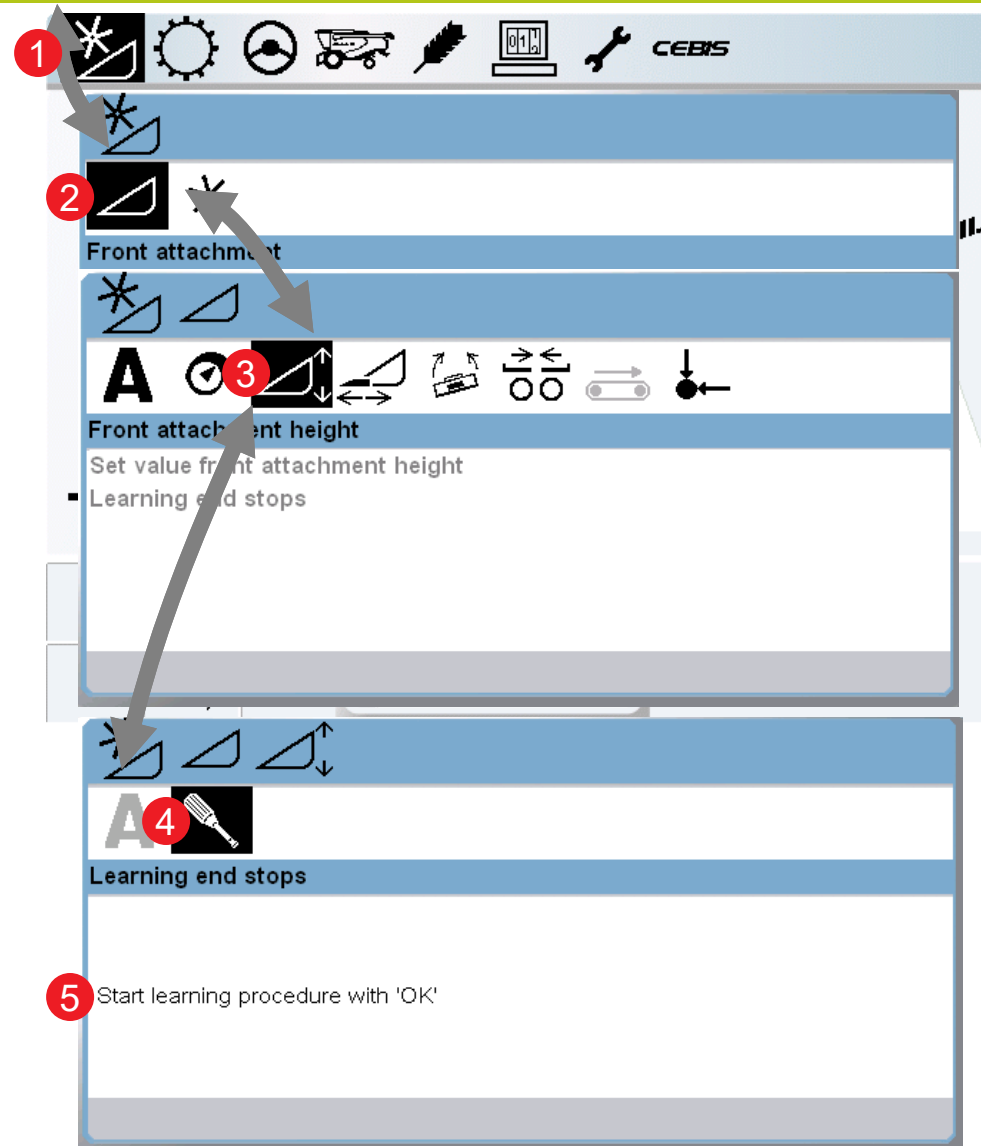 1
CEBIS
2
Front attachment
A
3
Front attachment height
Set value front attachment height
Learning end stops
A
4
Learning end stops
5
Start learning procedure with 'OK'